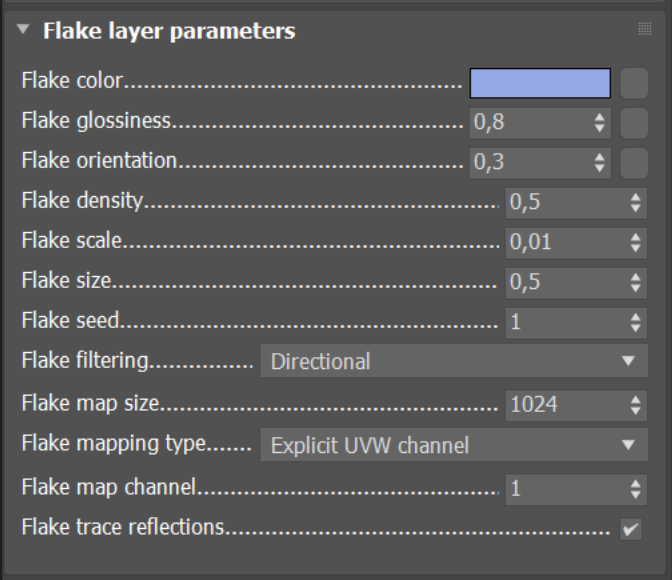 Flake layer parameters
Flake color
Flake glossiness 0,8
Flake orientation 0,3
Flake density 0,5
Flake scale 0,01
Flake size 0,5
Flake seed 1
Flake filtering Directional
Flake map size 1024
Flake mapping type Explicit UVW channel
Flake map channel 1
Flake trace reflections